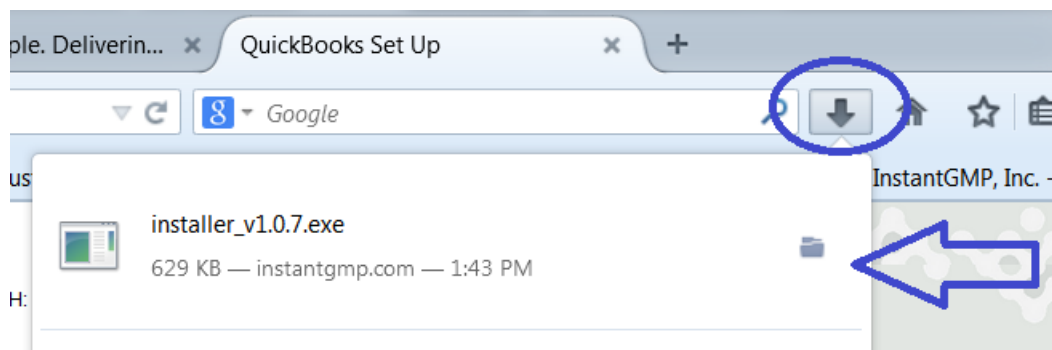 ple. Deliverin... QuickBooks Set Up
8 Google
InstantGMP, Inc. -
installer_v1.0.7.exe
629 KB — instantgmp.com — 1:43 PM
H: